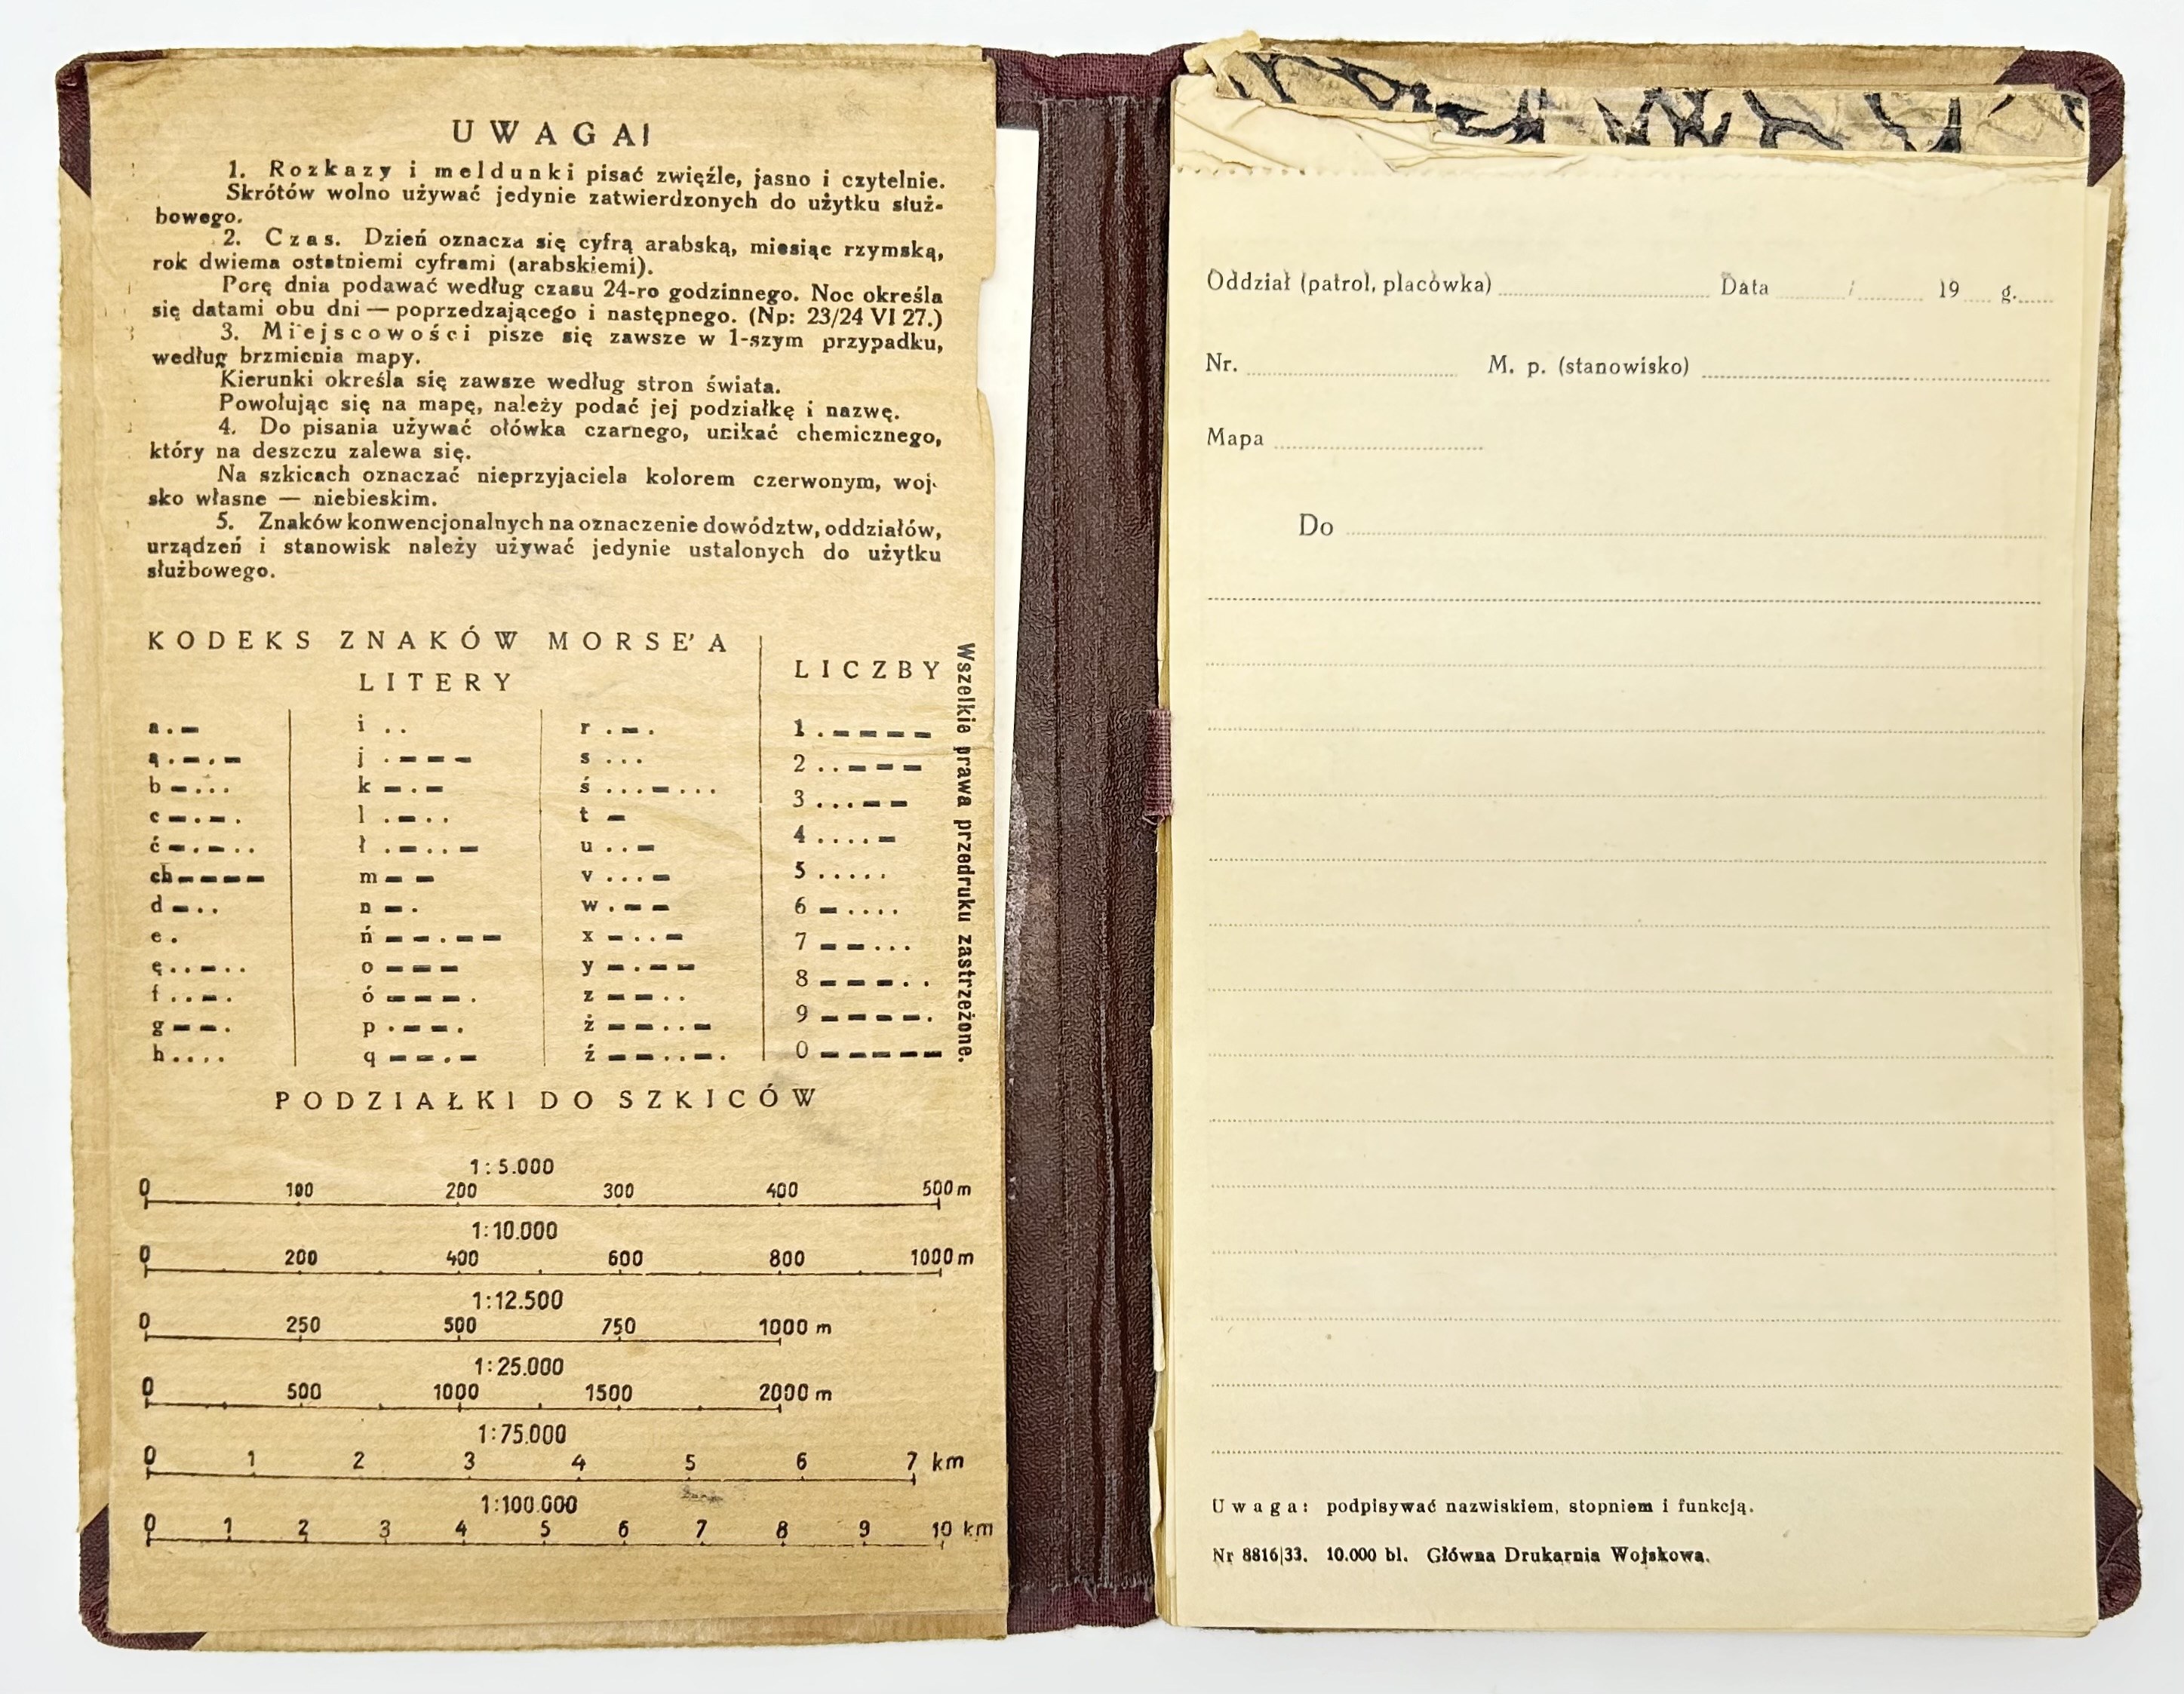 UWAGA!
1. Rozkazy i meldunki pisać zwięźle, jasno i czytelnie.
Skrótów wolno używać jedynie zatwierdzonych do użytku służ-
bowego.
2. Czas. Dzień oznacza się cyfrą arabską, miesiąc rzymską,
rok dwiema ostatniemi cyframi (arabskiemi).
Porę dnia podawać według czasu 24-ro godzinnego. Noc określa
się datami obu dni — poprzedzającego i następnego. (Np: 23/24 VI 27.)
3. Miejscowości pisze się zawsze w 1-szym przypadku,
według brzmienia mapy.
Kierunki określa się zawsze według stron świata.
Powołując się na mapę, należy podać jej podziałkę i nazwę.
4. Do pisania używać ołówka czarnego, unikać chemicznego,
który na deszczu zalewa się.
Na szkicach oznaczać nieprzyjaciela kolorem czerwonym, woj-
sko własne — niebieskim.
5. Znaków konwencjonalnych na oznaczenie dowództw, oddziałów,
urządzeń i stanowisk należy używać jedynie ustalonych do użytku
służbowego.
KODEKS ZNAKÓW MORSE'A
LITERY
a . —
ą . — . —
b — . . .
c — . — .
ć — . — . .
ch — — — —
d — . .
e .
ę . . — . .
f . . — .
g — — .
h . . . .
i . .
j . — — —
k — . —
l . — . .
ł . — . . —
m — —
n — .
ń — — . — —
o — — —
ó — — — .
p . — — .
q — — . —
r . — .
s . . .
ś . . . — . . .
t —
u . . —
v . . . —
w . — —
x — . . —
y — . — —
z — — . .
ż — — . . —
ź — — . . — .
LICZBY
1 . — — — —
2 . . — — —
3 . . . — —
4 . . . . —
5 . . . . .
6 — . . . .
7 — — . . .
8 — — — . .
9 — — — — .
0 — — — — —
Wszelkie prawa przedruku zastrzeżone.
PODZIAŁKI DO SZKICÓW
1:5.000
0 100 200 300 400 500 m
1:10.000
0 200 400 600 800 1000 m
1:12.500
0 250 500 750 1000 m
1:25.000
0 500 1000 1500 2000 m
1:75.000
0 1 2 3 4 5 6 7 km
1:100.000
0 1 2 3 4 5 6 7 8 9 10 km
Oddział (patrol, placówka) Data / 19 g.
Nr. M. p. (stanowisko)
Mapa
Do
Uwaga: podpisywać nazwiskiem, stopniem i funkcją.
Nr 8816|33. 10.000 bl. Główna Drukarnia Wojskowa.